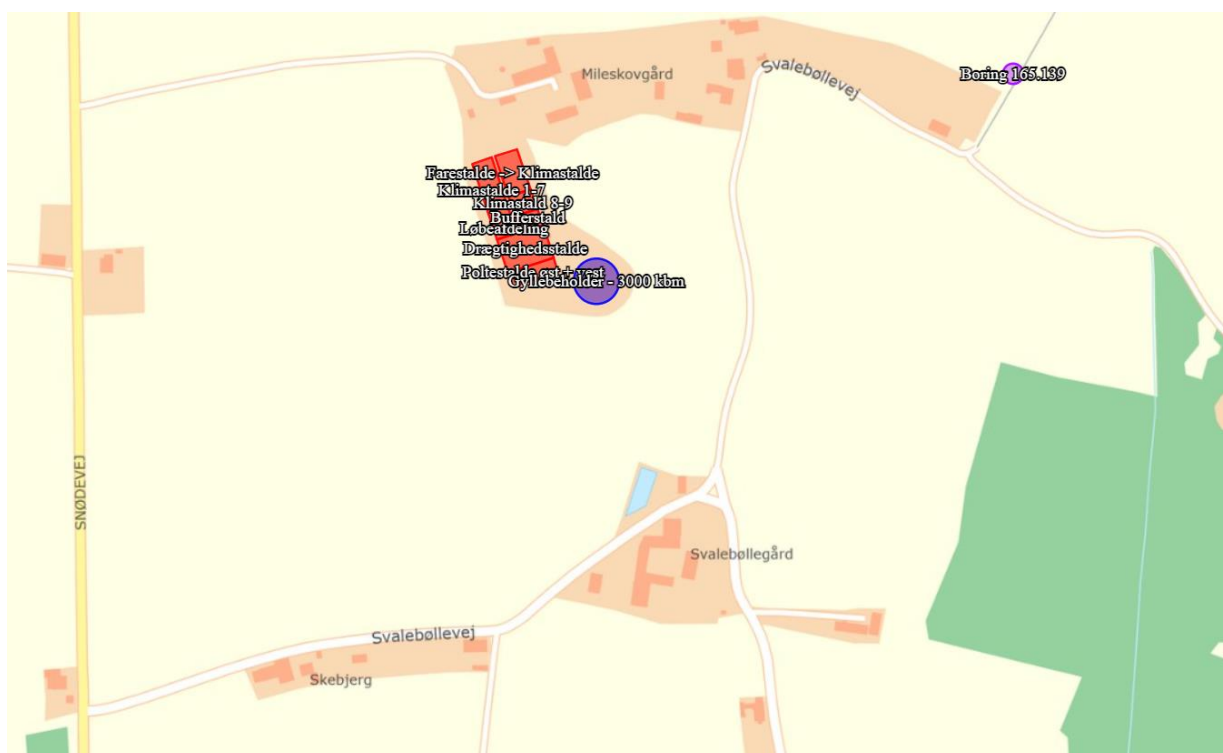 Mileskovgård
Svalebøllevej
Boring 165.139
Farestalde -> Klimastalde
Klimastalde 1-7
Klimastald 8-9
Bufferstald
Løbeafdeling
Drægtighedsstalde
Poltestalde øst + vest
Gyllebeholder - 3000 kbm
SNØDEVEJ
Svalebøllegård
Svalebøllevej
Skebjerg